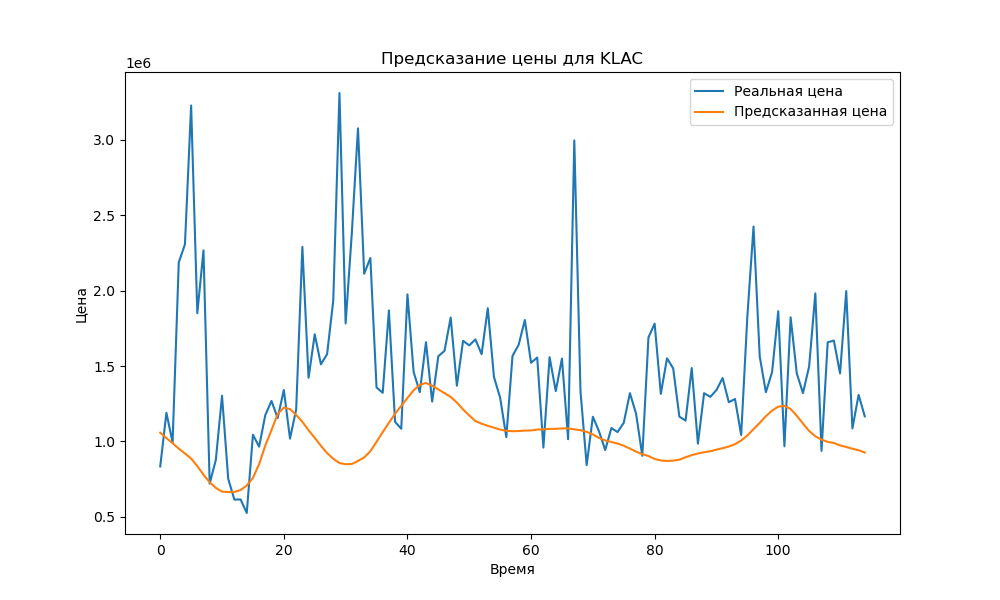 Предсказание цены для KLAC
1e6
Реальная цена
Предсказанная цена
3.0
2.5
2.0
1.5
1.0
0.5
Цена
0 20 40 60 80 100
Время